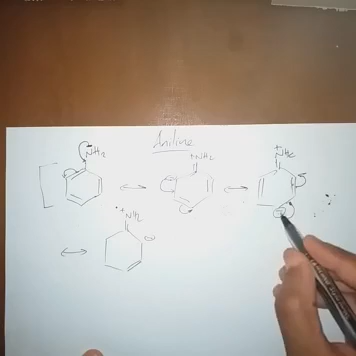 Aniline
NH₂ NH₂ NH₂
NH₂